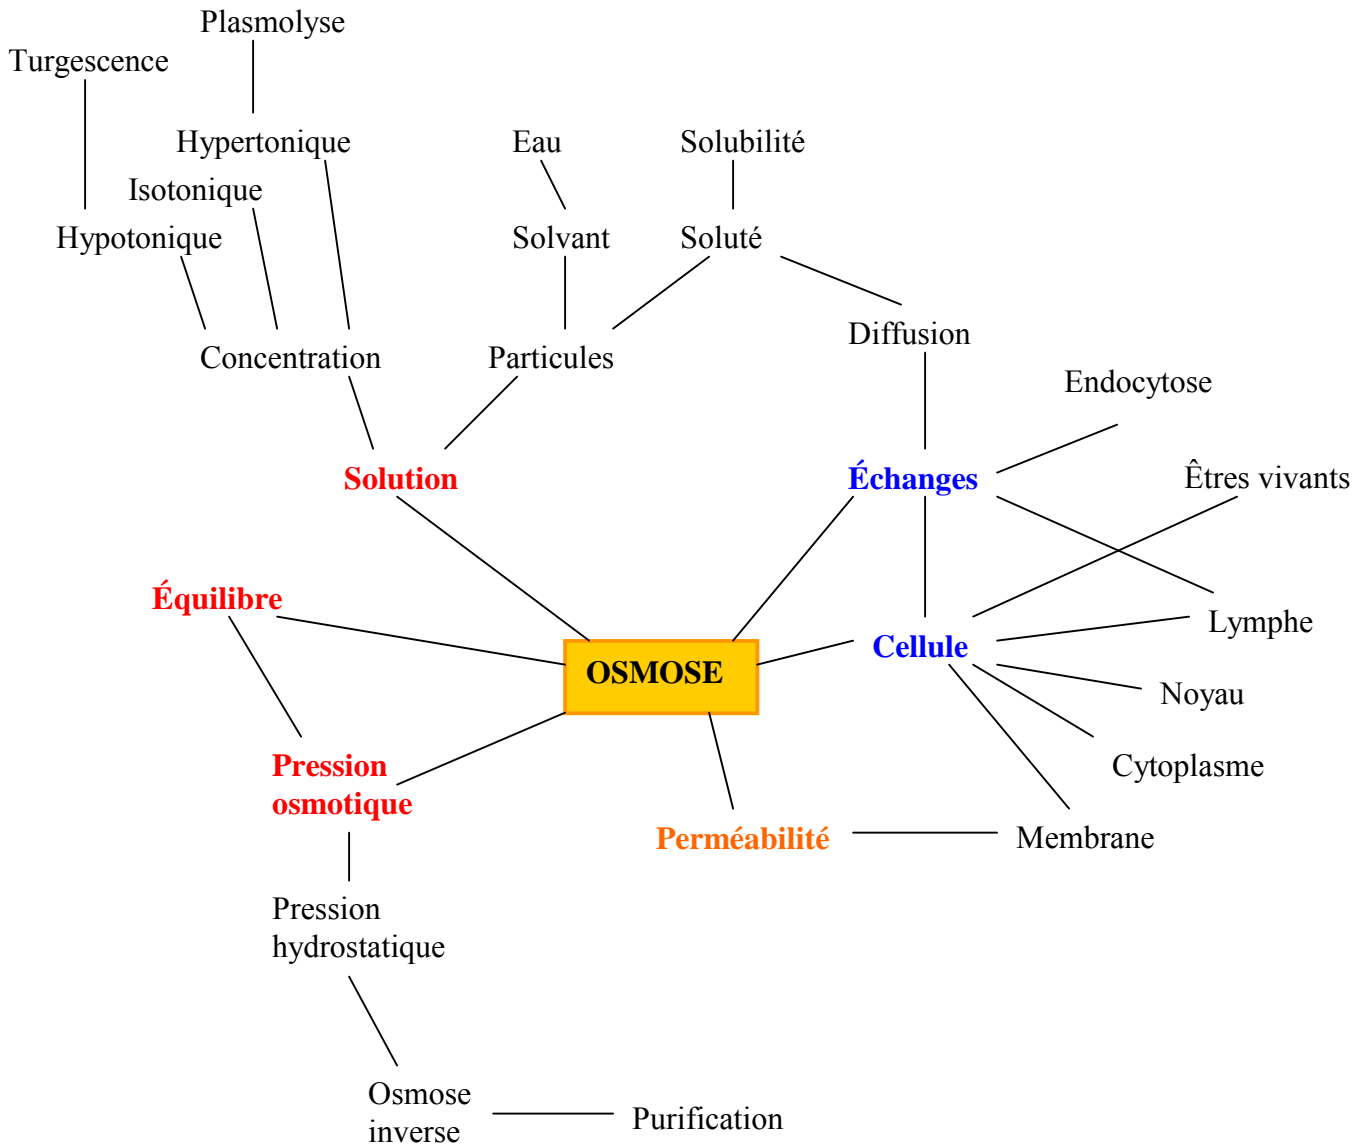 Plasmolyse
Turgescence
Hypertonique
Eau
Solubilité
Isotonique
Hypotonique
Solvant
Soluté
Diffusion
Concentration
Particules
Endocytose
Solution
Échanges
Êtres vivants
Équilibre
Lymphe
Cellule
OSMOSE
Noyau
Pression
osmotique
Cytoplasme
Perméabilité
Membrane
Pression
hydrostatique
Osmose
inverse
Purification